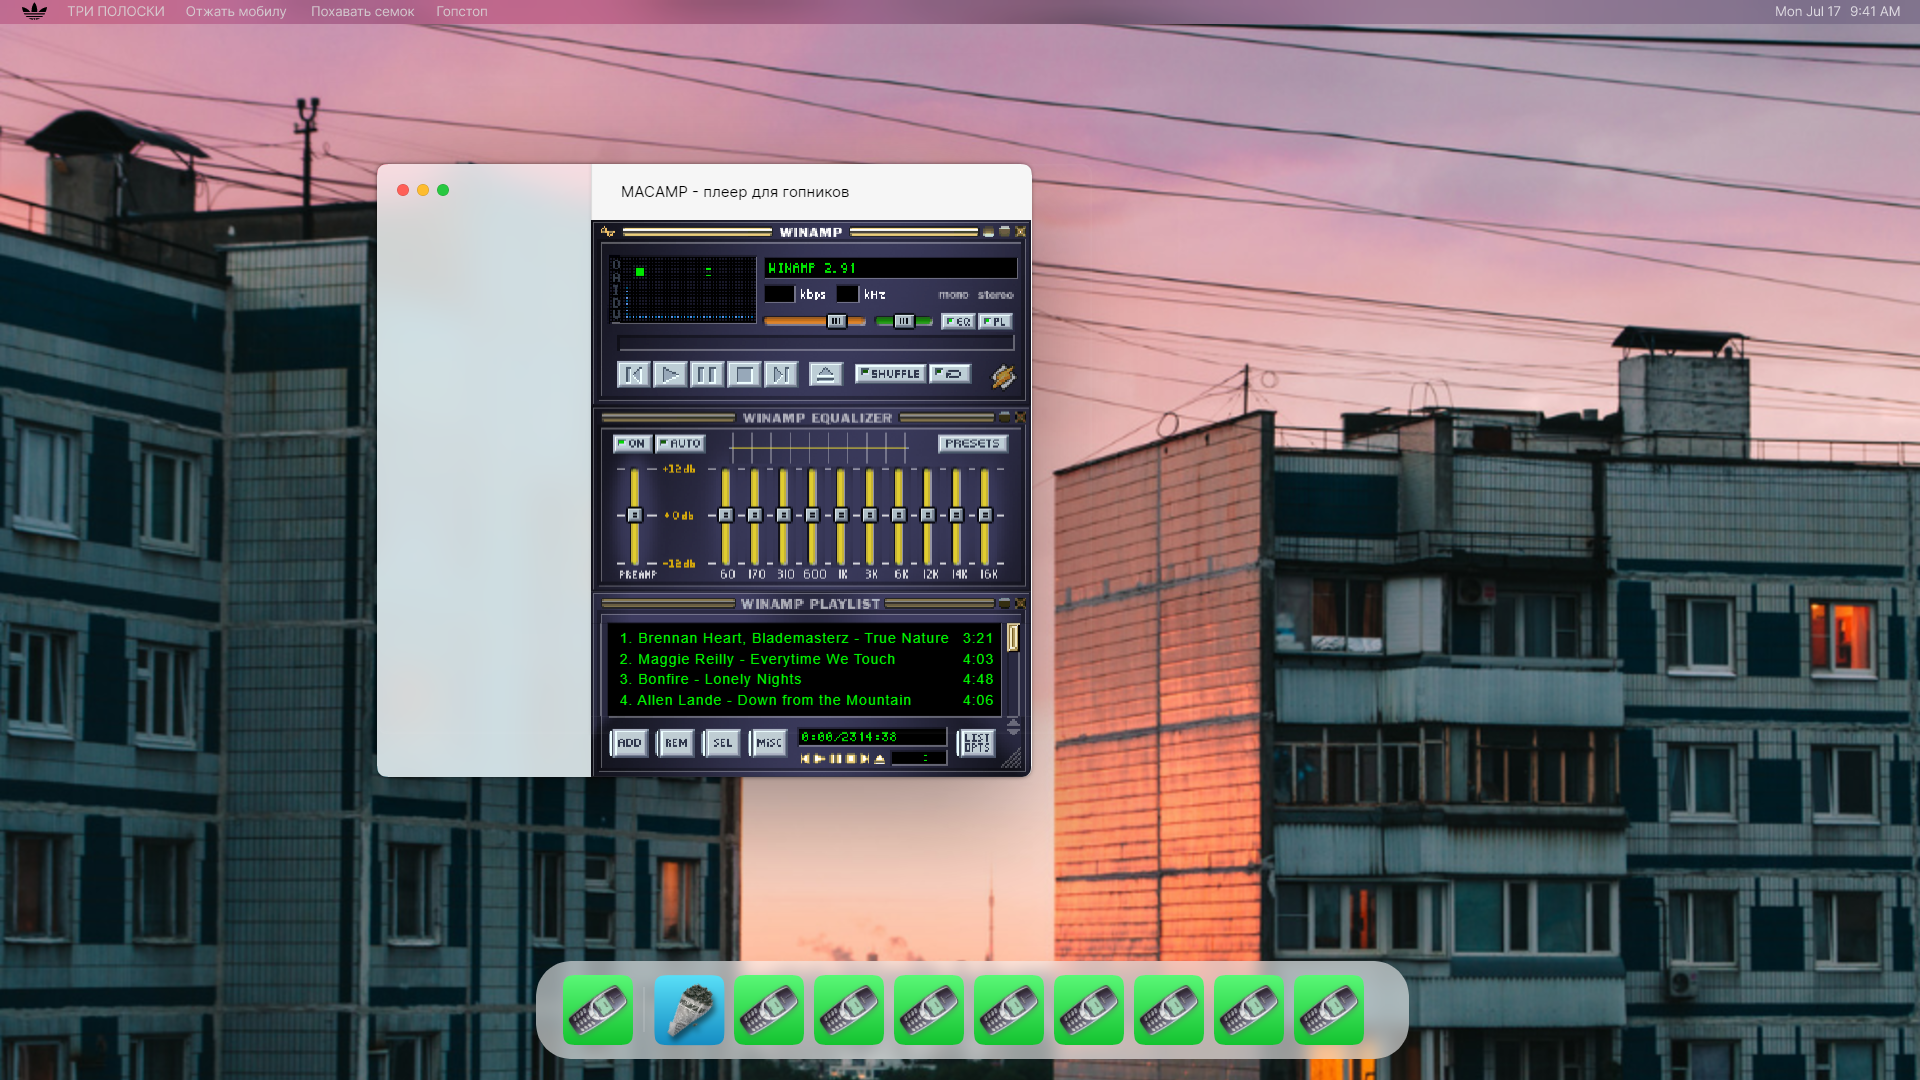 ТРИ ПОЛОСКИ Отжать мобилу Похавать семок Гопстоп Mon Jul 17 9:41 AM
MACAMP - плеер для гопников
WINAMP
OAIDU
WINAMP 2.91
kbps kHz mono stereo
EQ PL
SHUFFLE
WINAMP EQUALIZER
ON AUTO PRESETS
+12db
+0db
-12db
PREAMP 60 170 310 600 1K 3K 6K 12K 14K 16K
WINAMP PLAYLIST
1. Brennan Heart, Blademasterz - True Nature 3:21
2. Maggie Reilly - Everytime We Touch 4:03
3. Bonfire - Lonely Nights 4:48
4. Allen Lande - Down from the Mountain 4:06
ADD REM SEL MISC 0:00/2314:38 LIST OPTS